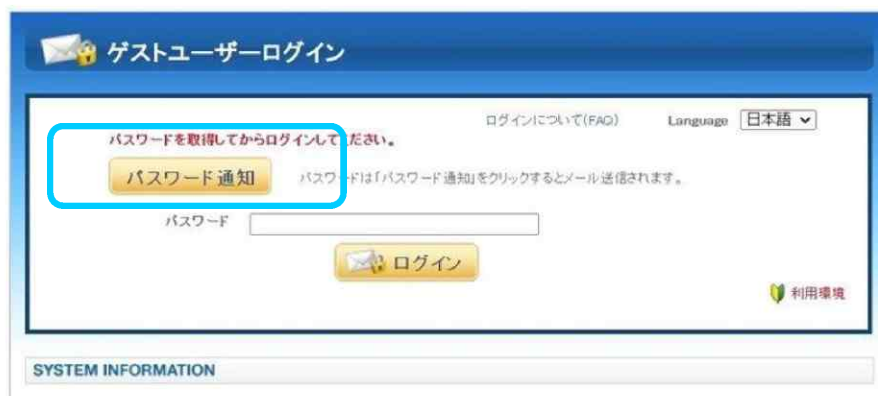 ゲストユーザーログイン
ログインについて(FAQ) Language 日本語
パスワードを取得してからログインしてください。
パスワード通知 パスワードは「パスワード通知」をクリックするとメール送信されます。
パスワード
ログイン
利用環境
SYSTEM INFORMATION